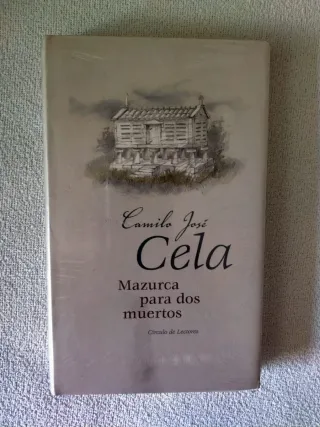 Camilo José
Cela
Mazurca
para dos
muertos
Círculo de Lectores